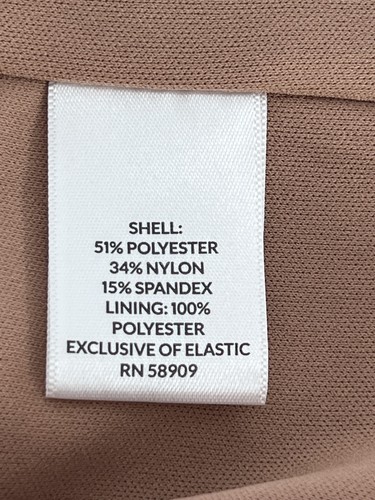 SHELL:
51% POLYESTER
34% NYLON
15% SPANDEX
LINING: 100%
POLYESTER
EXCLUSIVE OF ELASTIC
RN 58909